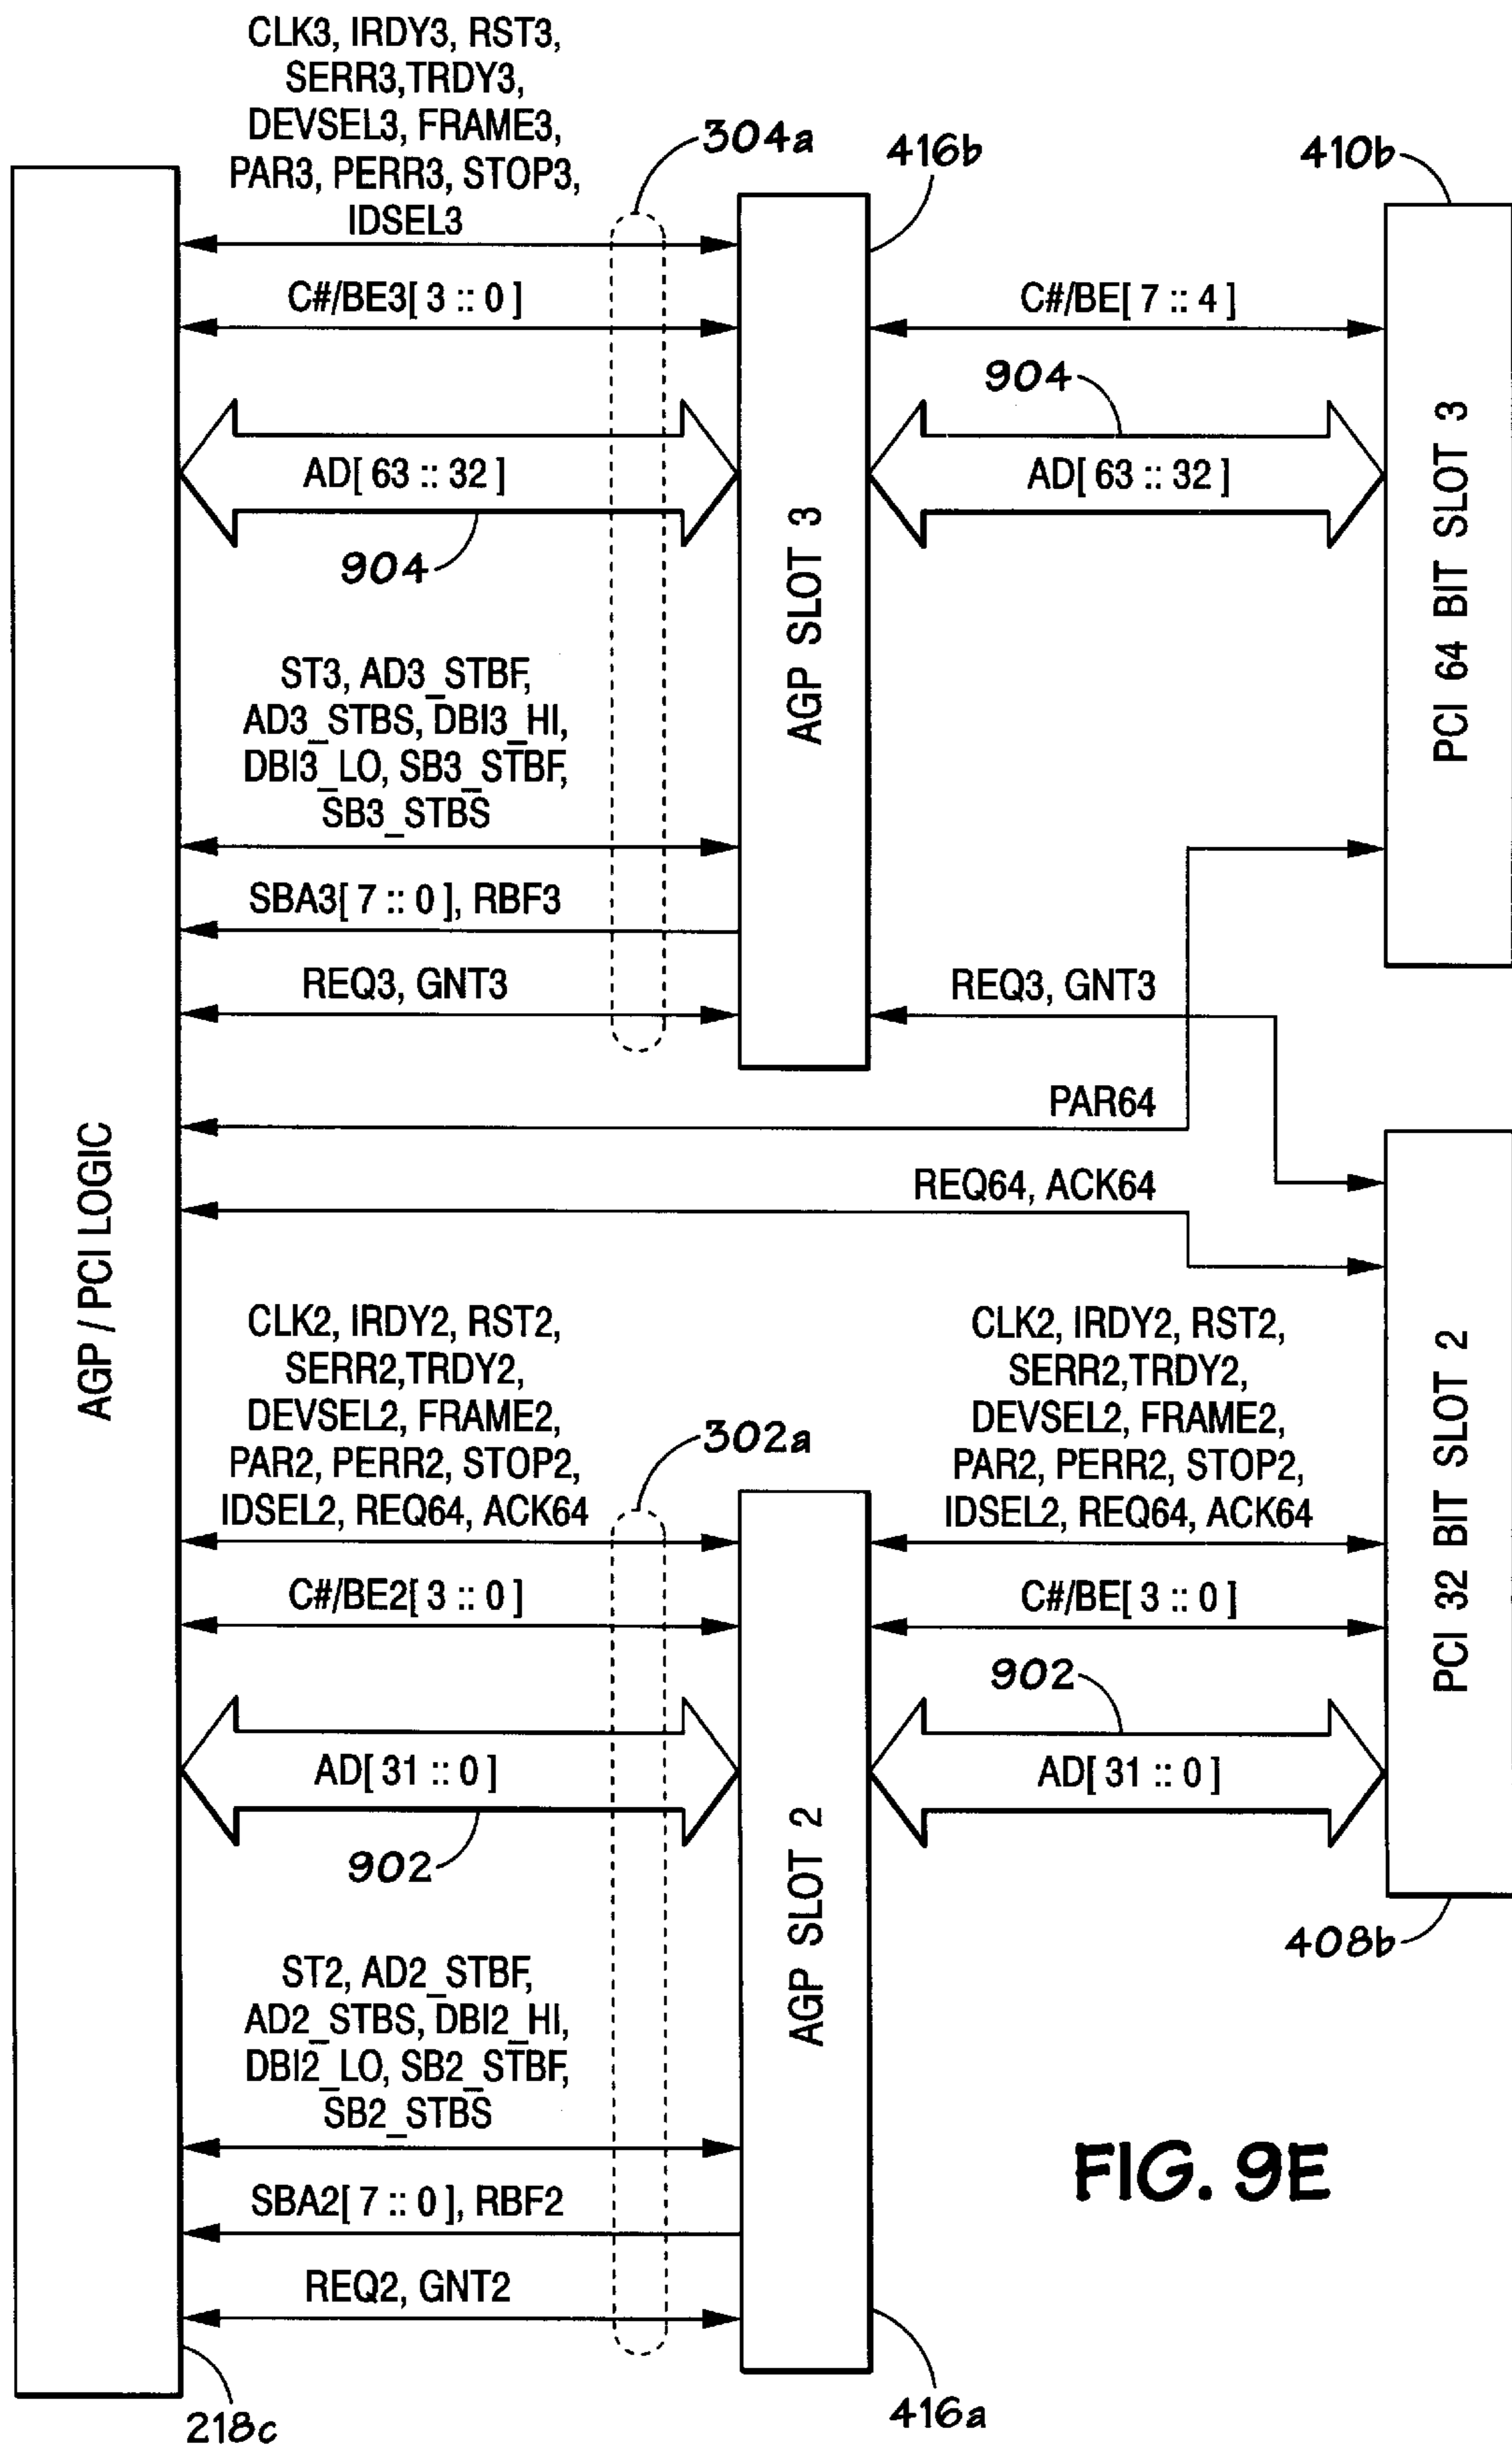 CLK3, IRDY3, RST3,
SERR3,TRDY3,
DEVSEL3, FRAME3,
PAR3, PERR3, STOP3,
IDSEL3
304a
416b
410b
C#/BE3[ 3 :: 0 ]
C#/BE[ 7 :: 4 ]
904
AD[ 63 :: 32 ]
AD[ 63 :: 32 ]
904
AGP SLOT 3
PCI 64 BIT SLOT 3
ST3, AD3_STBF,
AD3_STBS, DBI3_HI,
DBI3_LO, SB3_STBF,
SB3_STBS
SBA3[ 7 :: 0 ], RBF3
REQ3, GNT3
REQ3, GNT3
PAR64
REQ64, ACK64
AGP / PCI LOGIC
CLK2, IRDY2, RST2,
SERR2,TRDY2,
DEVSEL2, FRAME2,
PAR2, PERR2, STOP2,
IDSEL2, REQ64, ACK64
302a
CLK2, IRDY2, RST2,
SERR2,TRDY2,
DEVSEL2, FRAME2,
PAR2, PERR2, STOP2,
IDSEL2, REQ64, ACK64
PCI 32 BIT SLOT 2
C#/BE2[ 3 :: 0 ]
C#/BE[ 3 :: 0 ]
902
AD[ 31 :: 0 ]
AD[ 31 :: 0 ]
902
AGP SLOT 2
408b
ST2, AD2_STBF,
AD2_STBS, DBI2_HI,
DBI2_LO, SB2_STBF,
SB2_STBS
SBA2[ 7 :: 0 ], RBF2
REQ2, GNT2
FIG. 9E
218c
416a